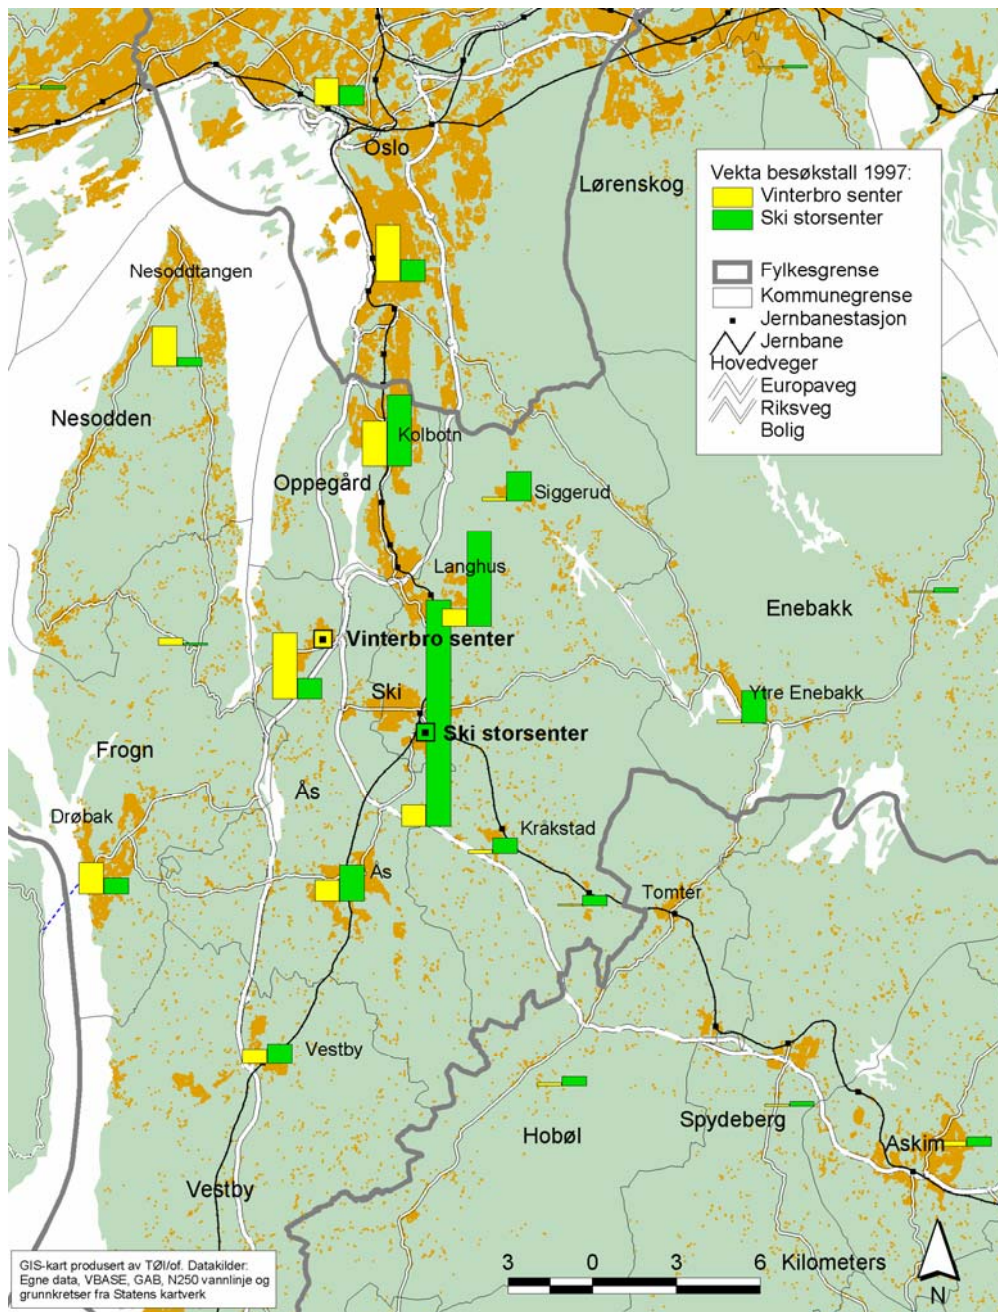 Oslo
Lørenskog
Vekta besøkstall 1997:
Vinterbro senter
Ski storsenter
Fylkesgrense
Kommunegrense
Jernbanestasjon
Jernbane
Hovedveger
Europaveg
Riksveg
Bolig
Nesoddtangen
Nesodden
Kolbotn
Oppegård
Siggerud
Langhus
Enebakk
Vinterbro senter
Ski
Ytre Enebakk
Ski storsenter
Frogn
Ås
Drøbak
Kråkstad
Ås
Tomter
Vestby
Hobøl
Spydeberg
Askim
Vestby
GIS-kart produsert av TØI/of. Datakilder:
Egne data, VBASE, GAB, N250 vannlinje og
grunnkretser fra Statens kartverk
3 0 3 6 Kilometers
N